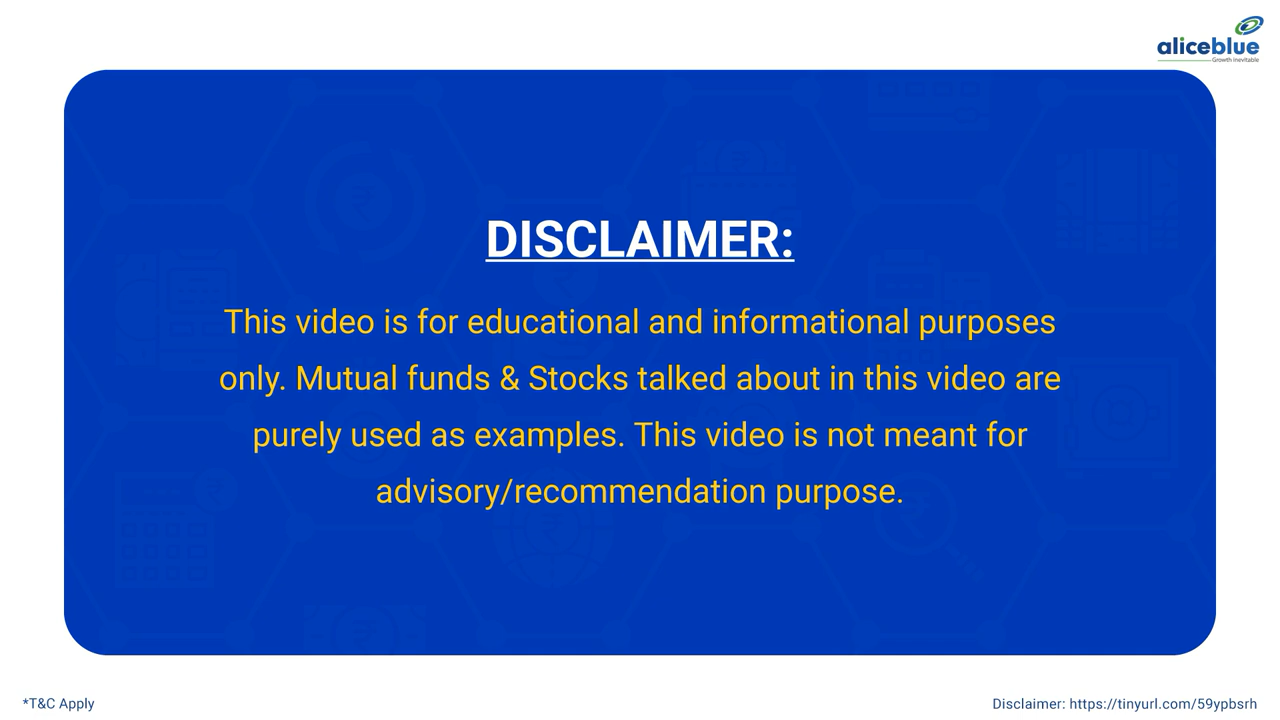 aliceblue
Growth Inevitable
DISCLAIMER:
This video is for educational and informational purposes
only. Mutual funds & Stocks talked about in this video are
purely used as examples. This video is not meant for
advisory/recommendation purpose.
*T&C Apply
Disclaimer: https://tinyurl.com/59ypbsrh